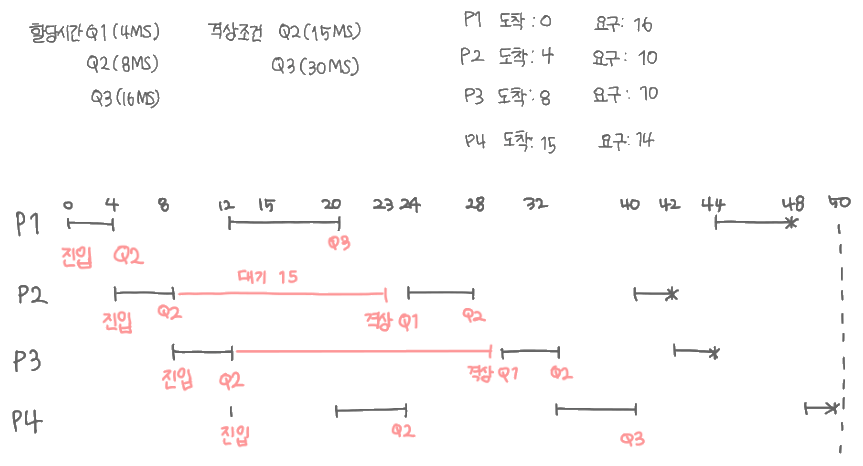 할당시간 Q1 (4MS) 격상조건 Q2 (15MS)
Q2 (8MS) Q3 (30MS)
Q3 (16MS)
P1 도착 : 0 요구 : 16
P2 도착 : 4 요구 : 10
P3 도착 : 8 요구 : 10
P4 도착 : 15 요구 : 14
0 4 8 12 15 20 23 24 28 32 40 42 44 48 50
P1
진입 Q2 Q3
P2 대기 15
진입 Q2 격상 Q1 Q2
P3
진입 Q2 격상 Q1 Q2
P4
진입 Q2 Q3